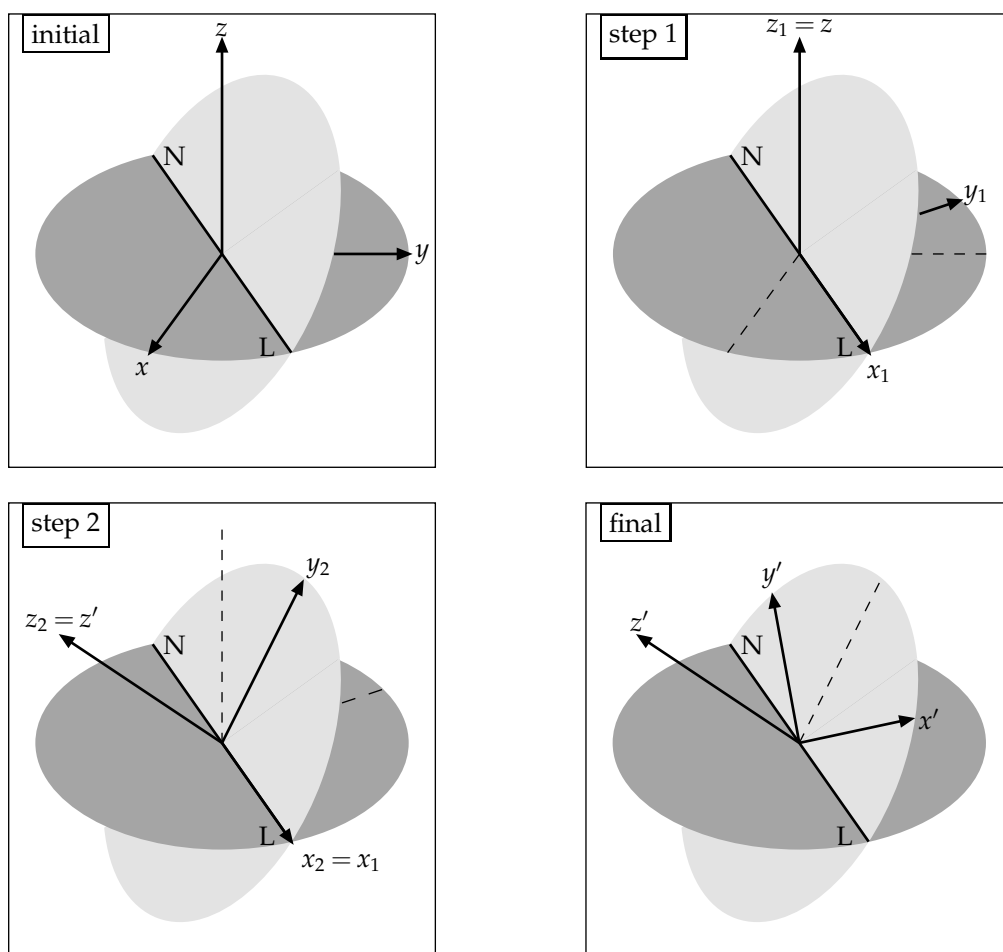 initial
z
N
y
L
x
step 1
z₁ = z
N
y₁
L
x₁
step 2
y₂
z₂ = z′
N
L
x₂ = x₁
final
y′
z′
N
x′
L